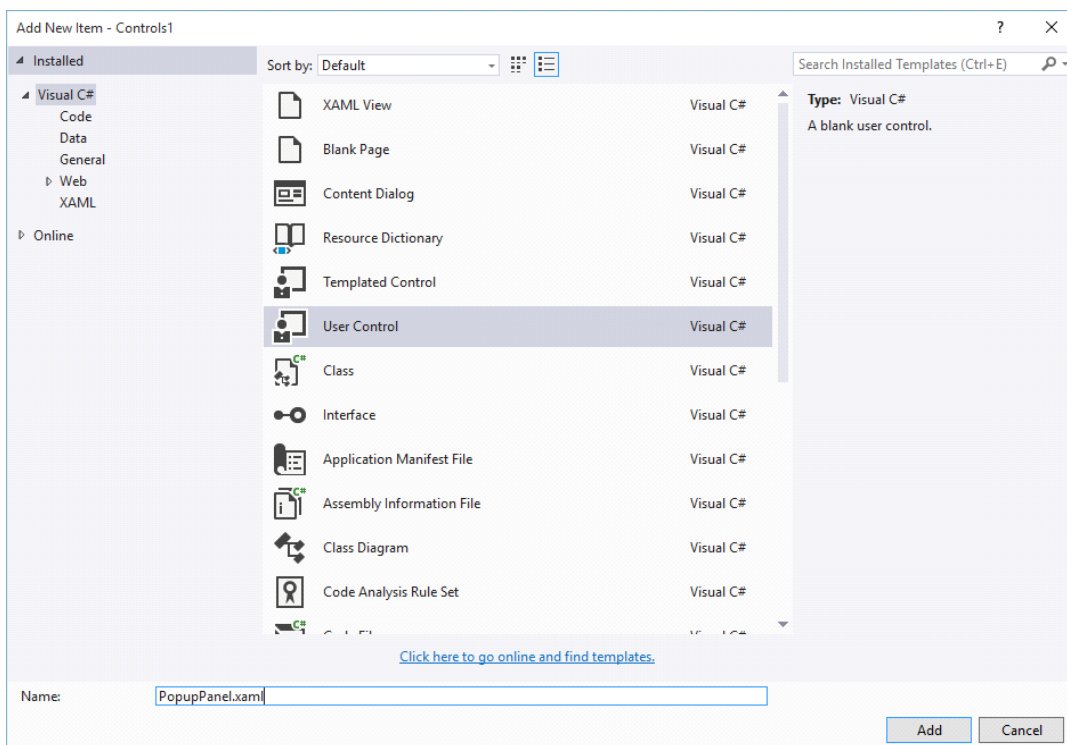 Add New Item - Controls1
?
Installed
Sort by: Default
Search Installed Templates (Ctrl+E)
Visual C#
Code
Data
General
Web
XAML
Online
XAML View Visual C#
Blank Page Visual C#
Content Dialog Visual C#
Resource Dictionary Visual C#
Templated Control Visual C#
User Control Visual C#
C# Class Visual C#
Interface Visual C#
Application Manifest File Visual C#
C# Assembly Information File Visual C#
Class Diagram Visual C#
Code Analysis Rule Set Visual C#
C#
Type: Visual C#
A blank user control.
Click here to go online and find templates.
Name: PopupPanel.xaml
Add Cancel